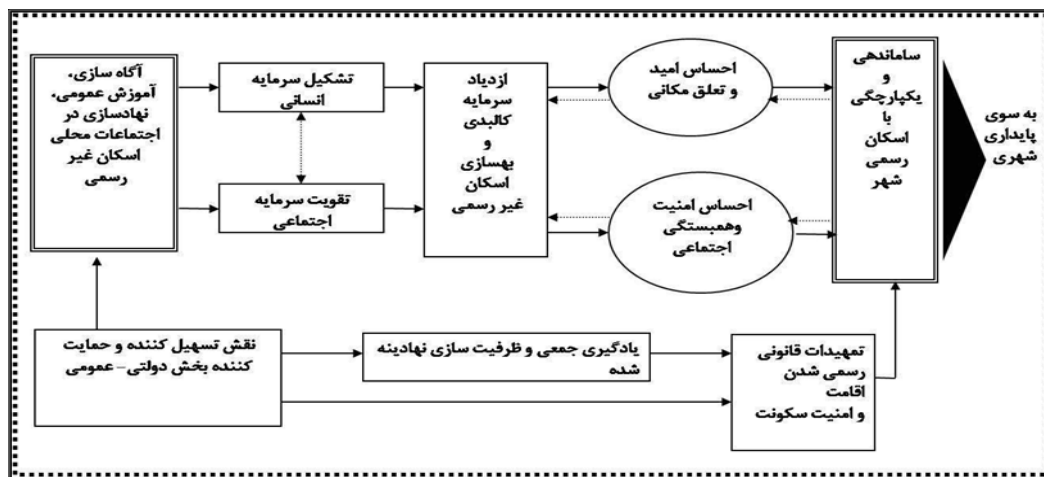 آگاه سازی،
آموزش عمومی،
نهادسازی در
اجتماعات محلی
اسکان غیر
رسمی
تشکیل سرمایه
انسانی
تقویت سرمایه
اجتماعی
ازدیاد
سرمایه
کالبدی
و
بهسازی
اسکان
غیر رسمی
احساس امید
و تعلق مکانی
احساس امنیت
وهمبستگی
اجتماعی
ساماندهی
و
یکپارچگی
با
اسکان
رسمی
شهر
به سوی
پایداری
شهری
نقش تسهیل کننده و حمایت
کننده بخش دولتی– عمومی
یادگیری جمعی و ظرفیت سازی نهادینه
شده
تمهیدات قانونی
رسمی شدن
اقامت
و امنیت سکونت